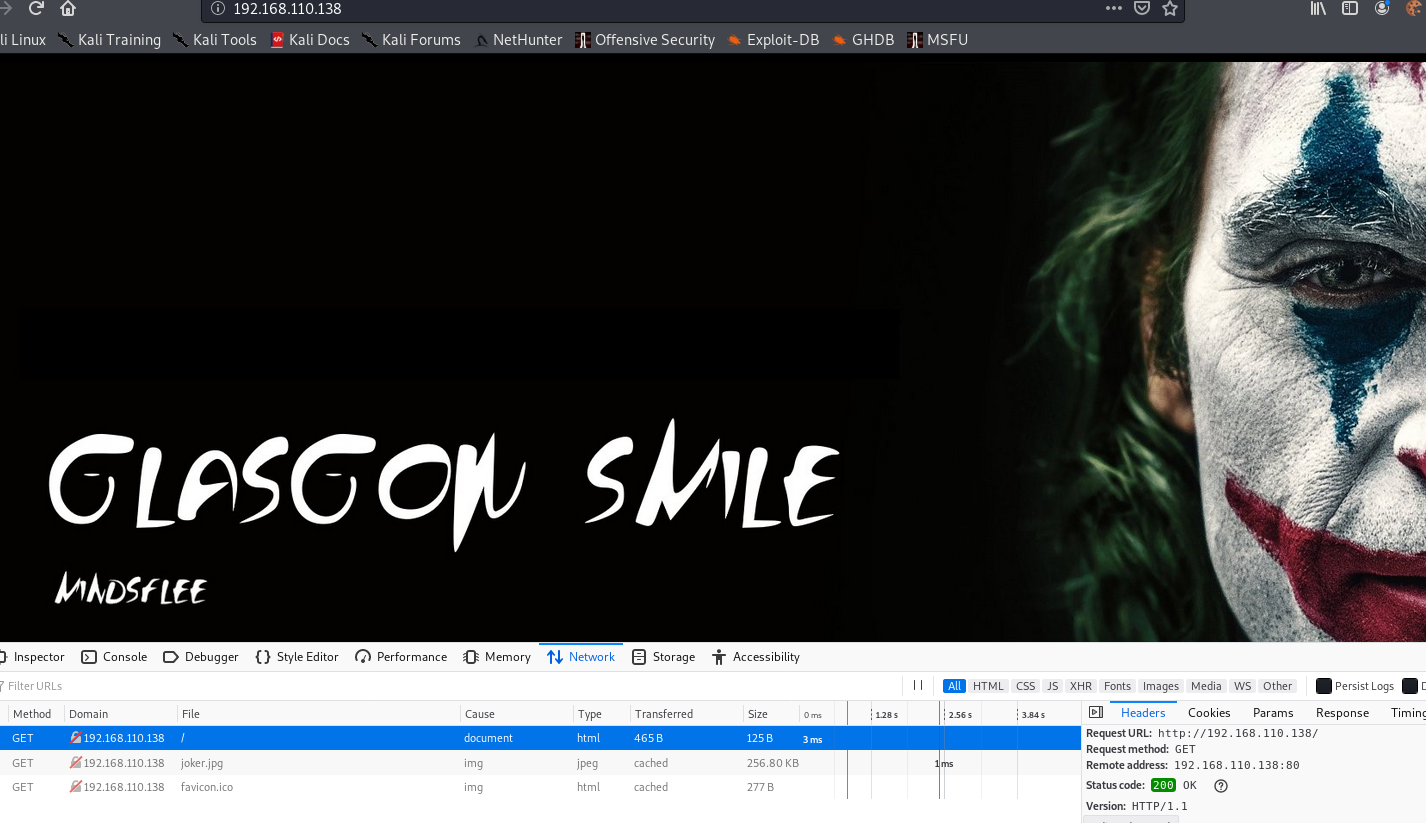 192.168.110.138
li Linux Kali Training Kali Tools Kali Docs Kali Forums NetHunter Offensive Security Exploit-DB GHDB MSFU
GLASGOW SMILE
MINDSFLEE
Inspector Console Debugger Style Editor Performance Memory Network Storage Accessibility
Filter URLs All HTML CSS JS XHR Fonts Images Media WS Other Persist Logs D
Method Domain File Cause Type Transferred Size 0 ms 1.28 s 2.56 s 3.84 s Headers Cookies Params Response Timing
GET 192.168.110.138 / document html 465 B 125 B 3 ms
GET 192.168.110.138 joker.jpg img jpeg cached 256.80 KB 1 ms
GET 192.168.110.138 favicon.ico img html cached 277 B
Request URL: http://192.168.110.138/
Request method: GET
Remote address: 192.168.110.138:80
Status code: 200 OK
Version: HTTP/1.1